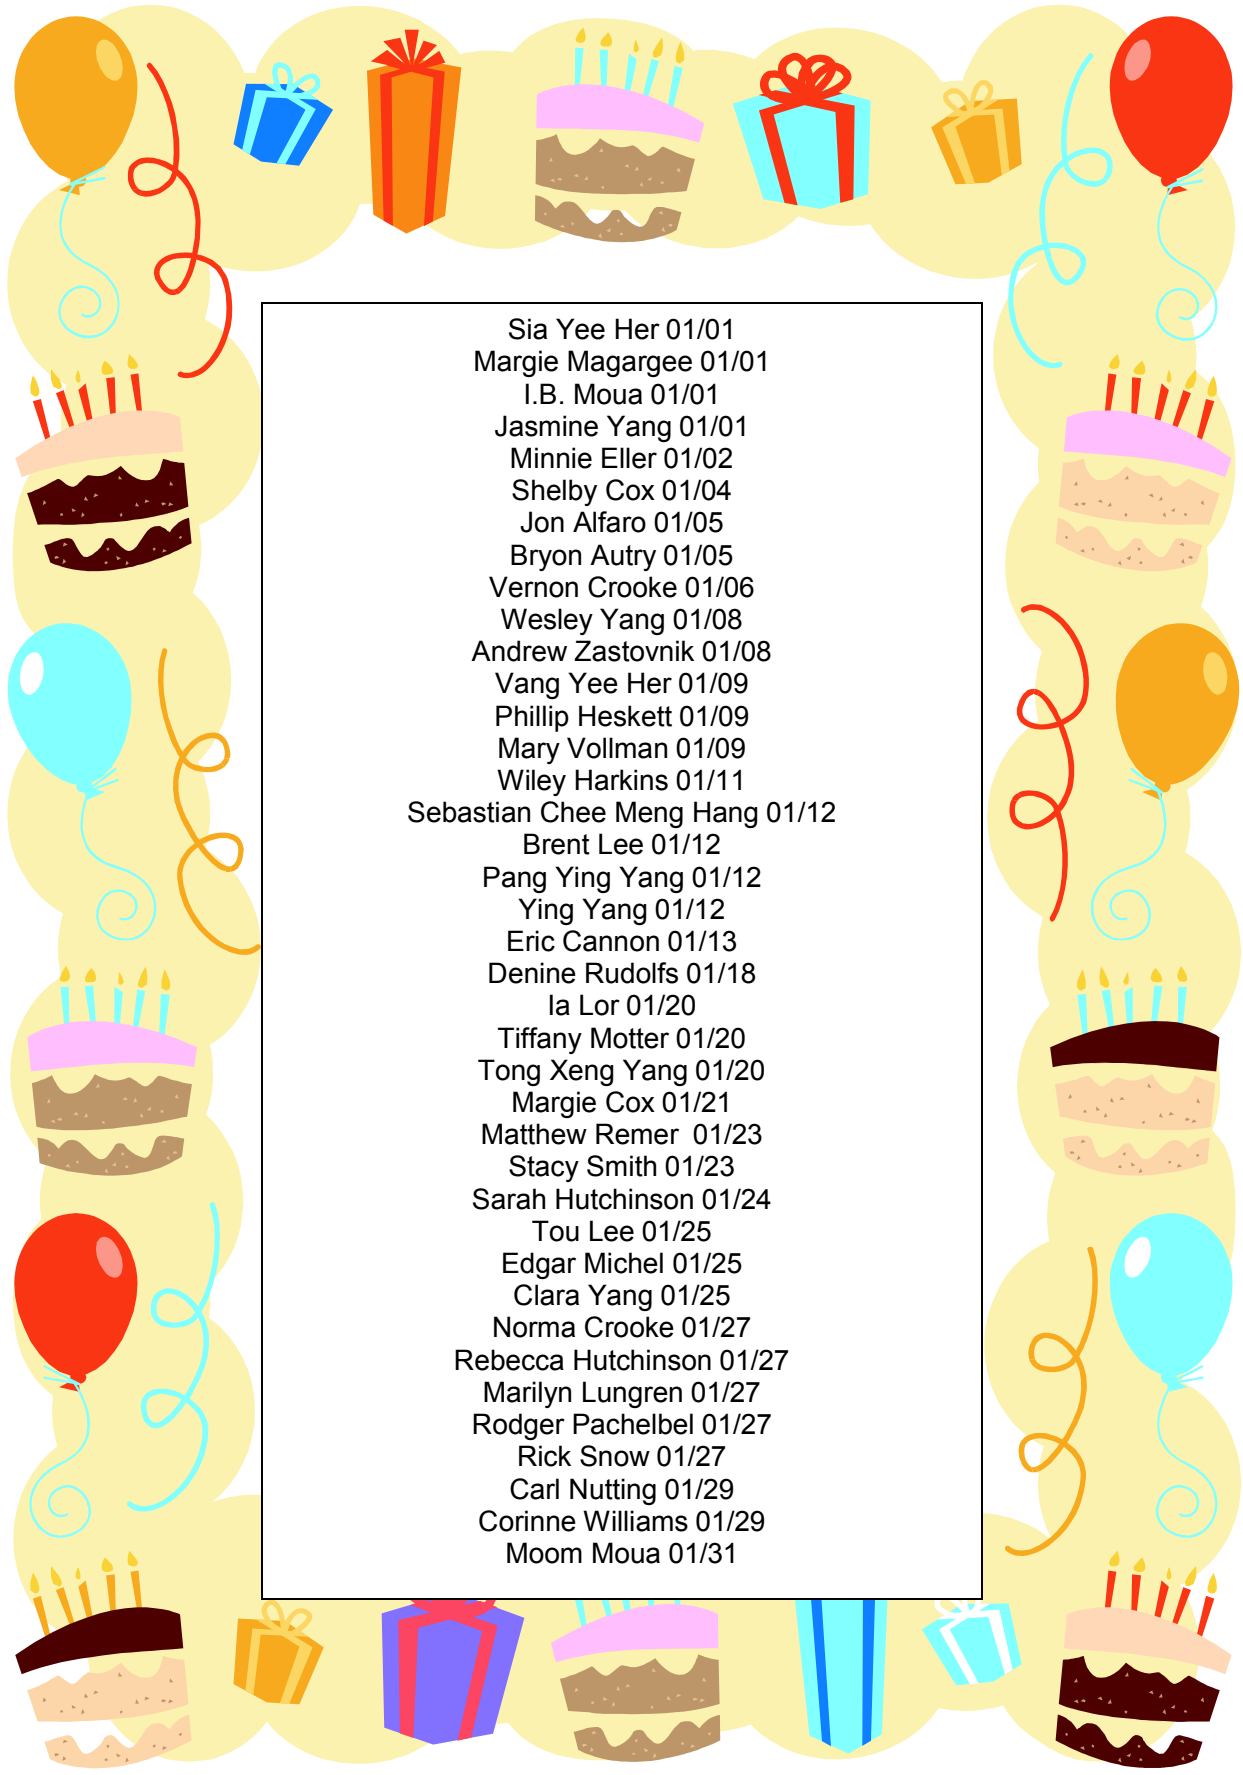 Sia Yee Her 01/01
Margie Magargee 01/01
I.B. Moua 01/01
Jasmine Yang 01/01
Minnie Eller 01/02
Shelby Cox 01/04
Jon Alfaro 01/05
Bryon Autry 01/05
Vernon Crooke 01/06
Wesley Yang 01/08
Andrew Zastovnik 01/08
Vang Yee Her 01/09
Phillip Heskett 01/09
Mary Vollman 01/09
Wiley Harkins 01/11
Sebastian Chee Meng Hang 01/12
Brent Lee 01/12
Pang Ying Yang 01/12
Ying Yang 01/12
Eric Cannon 01/13
Denine Rudolfs 01/18
Ia Lor 01/20
Tiffany Motter 01/20
Tong Xeng Yang 01/20
Margie Cox 01/21
Matthew Remer  01/23
Stacy Smith 01/23
Sarah Hutchinson 01/24
Tou Lee 01/25
Edgar Michel 01/25
Clara Yang 01/25
Norma Crooke 01/27
Rebecca Hutchinson 01/27
Marilyn Lungren 01/27
Rodger Pachelbel 01/27
Rick Snow 01/27
Carl Nutting 01/29
Corinne Williams 01/29
Moom Moua 01/31